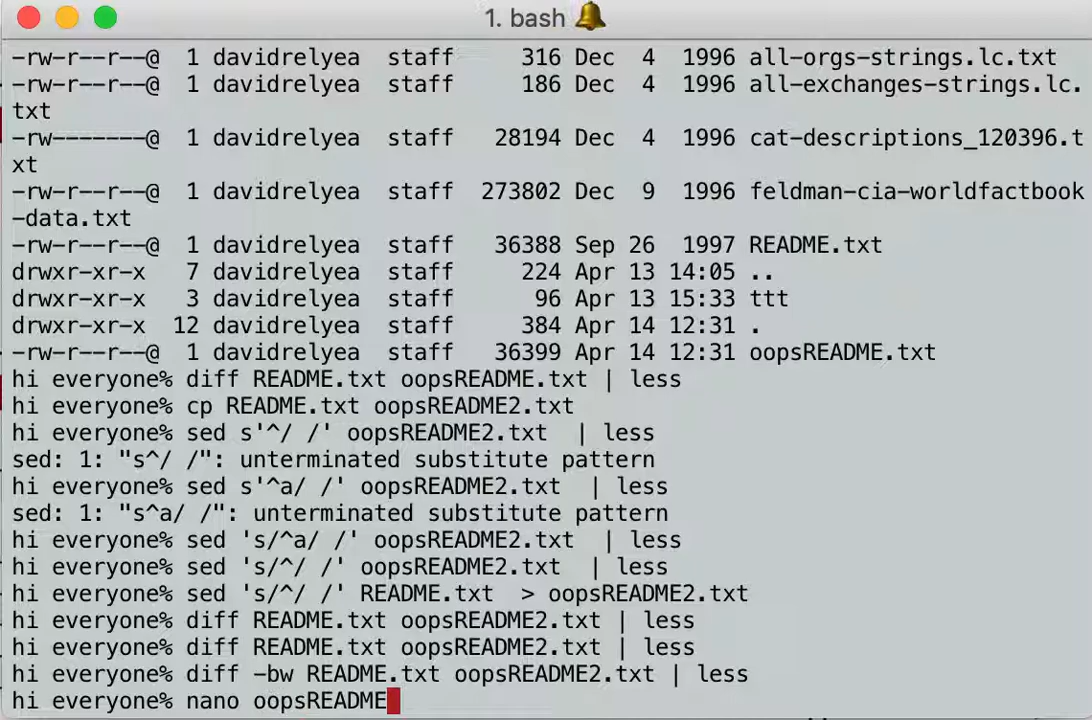 1. bash
-rw-r--r--@  1 davidrelyea  staff     316 Dec  4  1996 all-orgs-strings.lc.txt
-rw-r--r--@  1 davidrelyea  staff     186 Dec  4  1996 all-exchanges-strings.lc.
txt
-rw-------@  1 davidrelyea  staff   28194 Dec  4  1996 cat-descriptions_120396.t
xt
-rw-r--r--@  1 davidrelyea  staff  273802 Dec  9  1996 feldman-cia-worldfactbook
-data.txt
-rw-r--r--@  1 davidrelyea  staff   36388 Sep 26  1997 README.txt
drwxr-xr-x   7 davidrelyea  staff     224 Apr 13 14:05 ..
drwxr-xr-x   3 davidrelyea  staff      96 Apr 13 15:33 ttt
drwxr-xr-x  12 davidrelyea  staff     384 Apr 14 12:31 .
-rw-r--r--@  1 davidrelyea  staff   36399 Apr 14 12:31 oopsREADME.txt
hi everyone% diff README.txt oopsREADME.txt | less
hi everyone% cp README.txt oopsREADME2.txt
hi everyone% sed s'^/ /' oopsREADME2.txt  | less
sed: 1: "s^/ /": unterminated substitute pattern
hi everyone% sed s'^a/ /' oopsREADME2.txt  | less
sed: 1: "s^a/ /": unterminated substitute pattern
hi everyone% sed 's/^a/ /' oopsREADME2.txt  | less
hi everyone% sed 's/^/ /' oopsREADME2.txt  | less
hi everyone% sed 's/^/ /' README.txt  > oopsREADME2.txt
hi everyone% diff README.txt oopsREADME2.txt | less
hi everyone% diff README.txt oopsREADME2.txt | less
hi everyone% diff -bw README.txt oopsREADME2.txt | less
hi everyone% nano oopsREADME